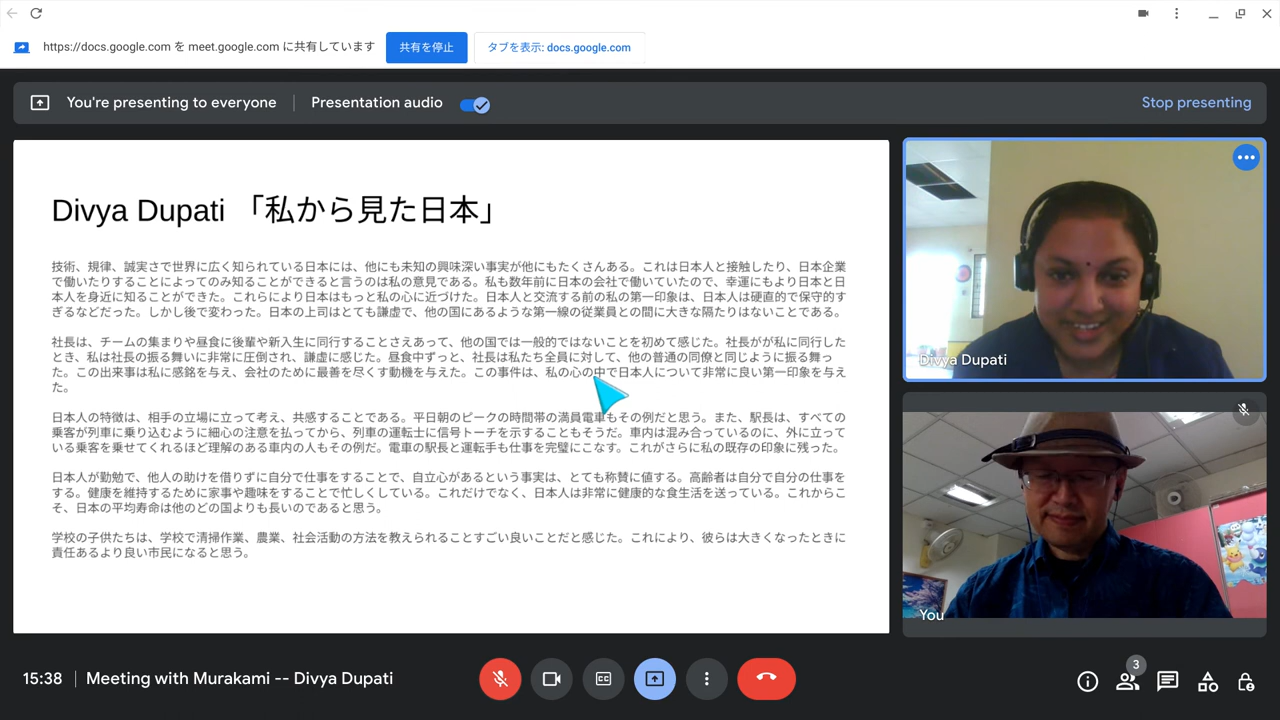 https://docs.google.com を meet.google.com に共有しています
共有を停止
タブを表示: docs.google.com
You're presenting to everyone
Presentation audio
Stop presenting
Divya Dupati 「私から見た日本」
技術、規律、誠実さで世界に広く知られている日本には、他にも未知の興味深い事実が他にもたくさんある。これは日本人と接触したり、日本企業
で働いたりすることによってのみ知ることができると言うのは私の意見である。私も数年前に日本の会社で働いていたので、幸運にもより日本と日
本人を身近に知ることができた。これらにより日本はもっと私の心に近づけた。日本人と交流する前の私の第一印象は、日本人は硬直的で保守的す
ぎるなどだった。しかし後で変わった。日本の上司はとても謙虚で、他の国にあるような第一線の従業員との間に大きな隔たりはないことである。
社長は、チームの集まりや昼食に後輩や新入生に同行することさえあって、他の国では一般的ではないことを初めて感じた。社長がが私に同行した
とき、私は社長の振る舞いに非常に圧倒され、謙虚に感じた。昼食中ずっと、社長は私たち全員に対して、他の普通の同僚と同じように振る舞っ
た。この出来事は私に感銘を与え、会社のために最善を尽くす動機を与えた。この事件は、私の心の中で日本人について非常に良い第一印象を与え
た。
日本人の特徴は、相手の立場に立って考え、共感することである。平日朝のピークの時間帯の満員電車もその例だと思う。また、駅長は、すべての
乗客が列車に乗り込むように細心の注意を払ってから、列車の運転士に信号トーチを示すこともそうだ。車内は混み合っているのに、外に立って
いる乗客を乗せてくれるほど理解のある車内の人もその例だ。電車の駅長と運転手も仕事を完璧にこなす。これがさらに私の既存の印象に残った。
日本人が勤勉で、他人の助けを借りずに自分で仕事をすることで、自立心があるという事実は、とても称賛に値する。高齢者は自分で自分の仕事を
する。健康を維持するために家事や趣味をすることで忙しくしている。これだけでなく、日本人は非常に健康的な食生活を送っている。これからこ
そ、日本の平均寿命は他のどの国よりも長いのであると思う。
学校の子供たちは、学校で清掃作業、農業、社会活動の方法を教えられることすごい良いことだと感じた。これにより、彼らは大きくなったときに
責任あるより良い市民になると思う。
Divya Dupati
You
15:38
Meeting with Murakami -- Divya Dupati
CC
3